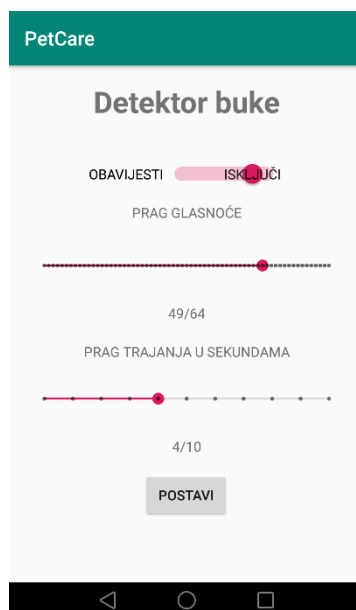 PetCare
Detektor buke
OBAVIJESTI ISKLJUČI
PRAG GLASNOĆE
49/64
PRAG TRAJANJA U SEKUNDAMA
4/10
POSTAVI